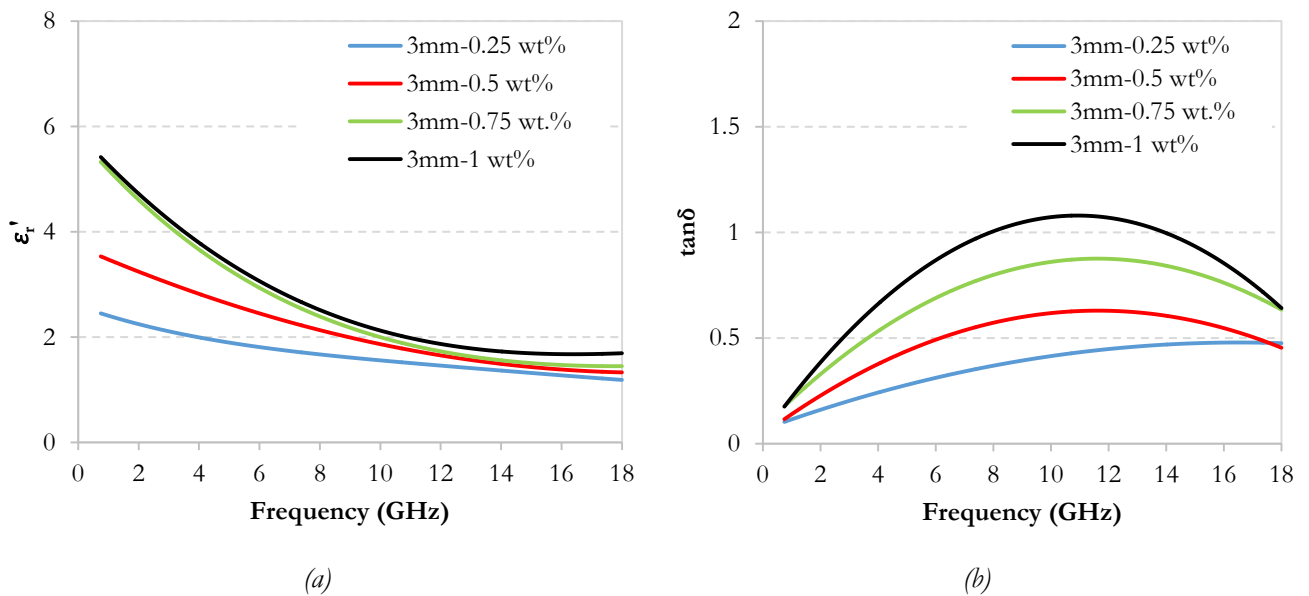 8
6
4
2
0
εᵣ'
3mm-0.25 wt%
3mm-0.5 wt%
3mm-0.75 wt.%
3mm-1 wt%
0 2 4 6 8 10 12 14 16 18
Frequency (GHz)
(a)
2
1.5
1
0.5
0
tanδ
3mm-0.25 wt%
3mm-0.5 wt%
3mm-0.75 wt.%
3mm-1 wt%
0 2 4 6 8 10 12 14 16 18
Frequency (GHz)
(b)